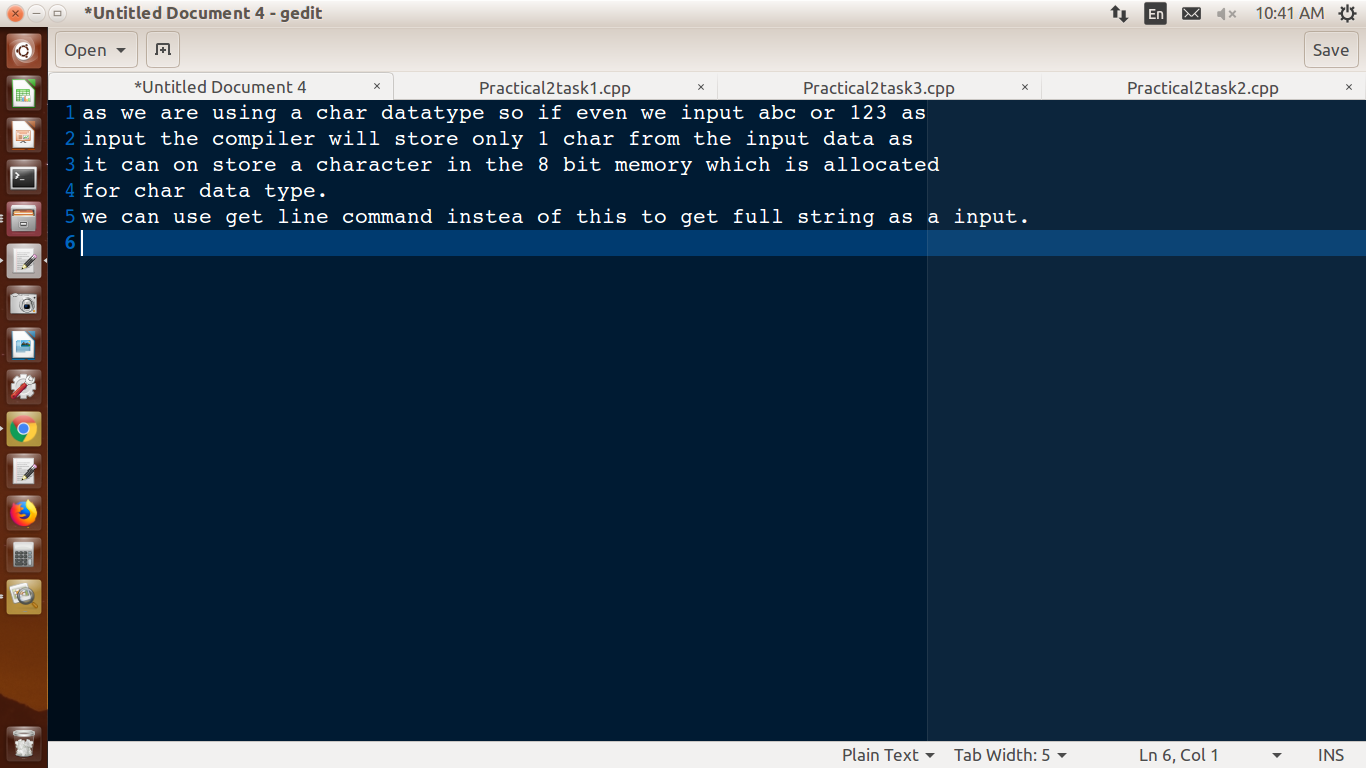 *Untitled Document 4 - gedit
En
10:41 AM
Open
Save
*Untitled Document 4 × Practical2task1.cpp × Practical2task3.cpp × Practical2task2.cpp ×
1 as we are using a char datatype so if even we input abc or 123 as
2 input the compiler will store only 1 char from the input data as
3 it can on store a character in the 8 bit memory which is allocated
4 for char data type.
5 we can use get line command instea of this to get full string as a input.
6
Plain Text Tab Width: 5 Ln 6, Col 1 INS